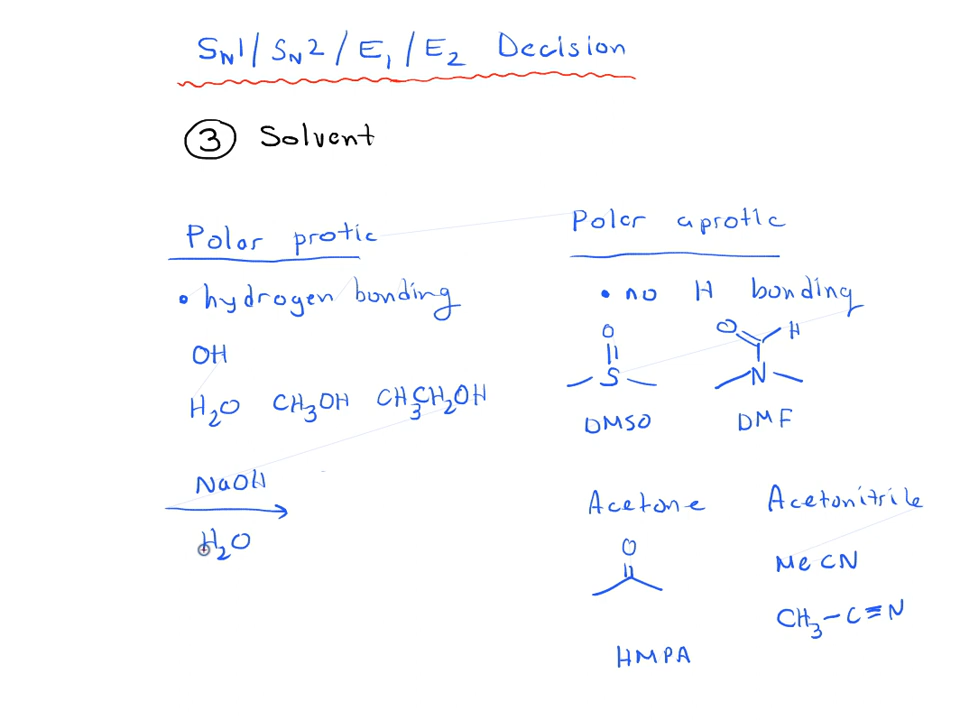 SN1 / SN2 / E1 / E2 Decision
3 Solvent
Polar protic
• hydrogen bonding
OH
H2O CH3OH CH3CH2OH
NaOH
H2O
Polar aprotic
• no H bonding
O O H
S N
DMSO DMF
Acetone Acetonitrile
O
MeCN
CH3-C≡N
HMPA